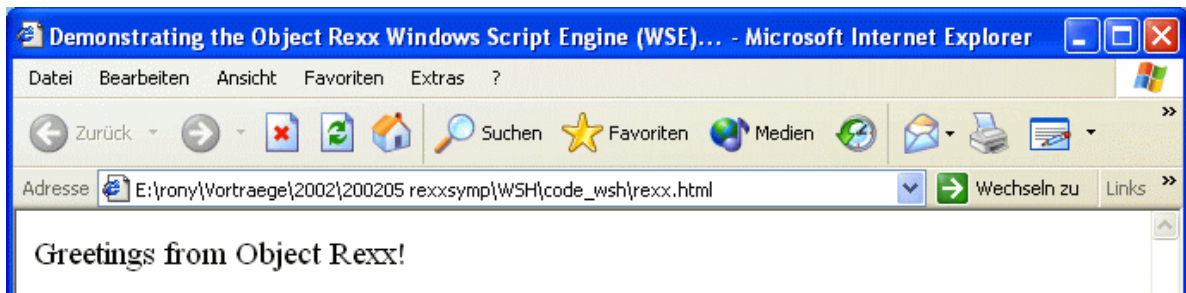 Demonstrating the Object Rexx Windows Script Engine (WSE)... - Microsoft Internet Explorer
Datei Bearbeiten Ansicht Favoriten Extras ?
Zurück Suchen Favoriten Medien »
Adresse E:\rony\Vortraege\2002\200205 rexxsymp\WSH\code_wsh\rexx.html Wechseln zu Links »
Greetings from Object Rexx!